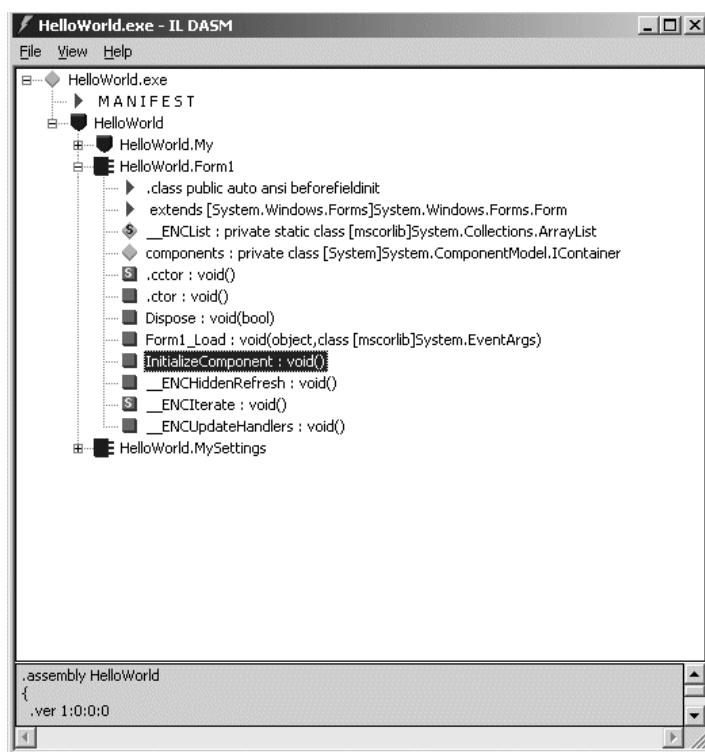 HelloWorld.exe - IL DASM
File View Help
HelloWorld.exe
MANIFEST
HelloWorld
HelloWorld.My
HelloWorld.Form1
.class public auto ansi beforefieldinit
extends [System.Windows.Forms]System.Windows.Forms.Form
__ENCList : private static class [mscorlib]System.Collections.ArrayList
components : private class [System]System.ComponentModel.IContainer
S .cctor : void()
.ctor : void()
Dispose : void(bool)
Form1_Load : void(object,class [mscorlib]System.EventArgs)
InitializeComponent : void()
__ENCHiddenRefresh : void()
S __ENCIterate : void()
__ENCUpdateHandlers : void()
HelloWorld.MySettings
.assembly HelloWorld
{
.ver 1:0:0:0